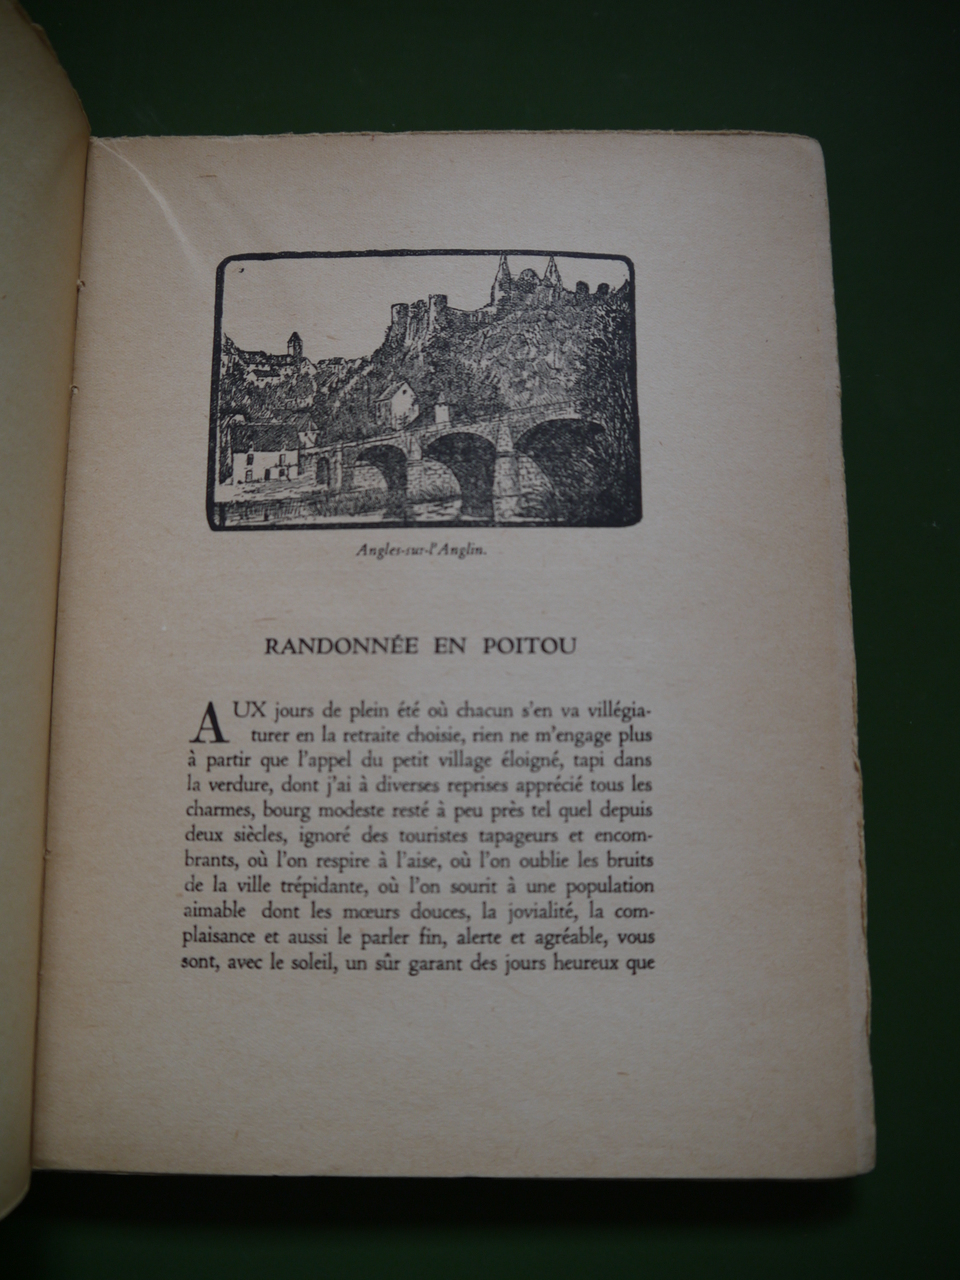 Angles-sur-l'Anglin.
RANDONNÉE EN POITOU
AUX jours de plein été où chacun s'en va villégia-
turer en la retraite choisie, rien ne m'engage plus
à partir que l'appel du petit village éloigné, tapi dans
la verdure, dont j'ai à diverses reprises apprécié tous les
charmes, bourg modeste resté à peu près tel quel depuis
deux siècles, ignoré des touristes tapageurs et encom-
brants, où l'on respire à l'aise, où l'on oublie les bruits
de la ville trépidante, où l'on sourit à une population
aimable dont les mœurs douces, la jovialité, la com-
plaisance et aussi le parler fin, alerte et agréable, vous
sont, avec le soleil, un sûr garant des jours heureux que